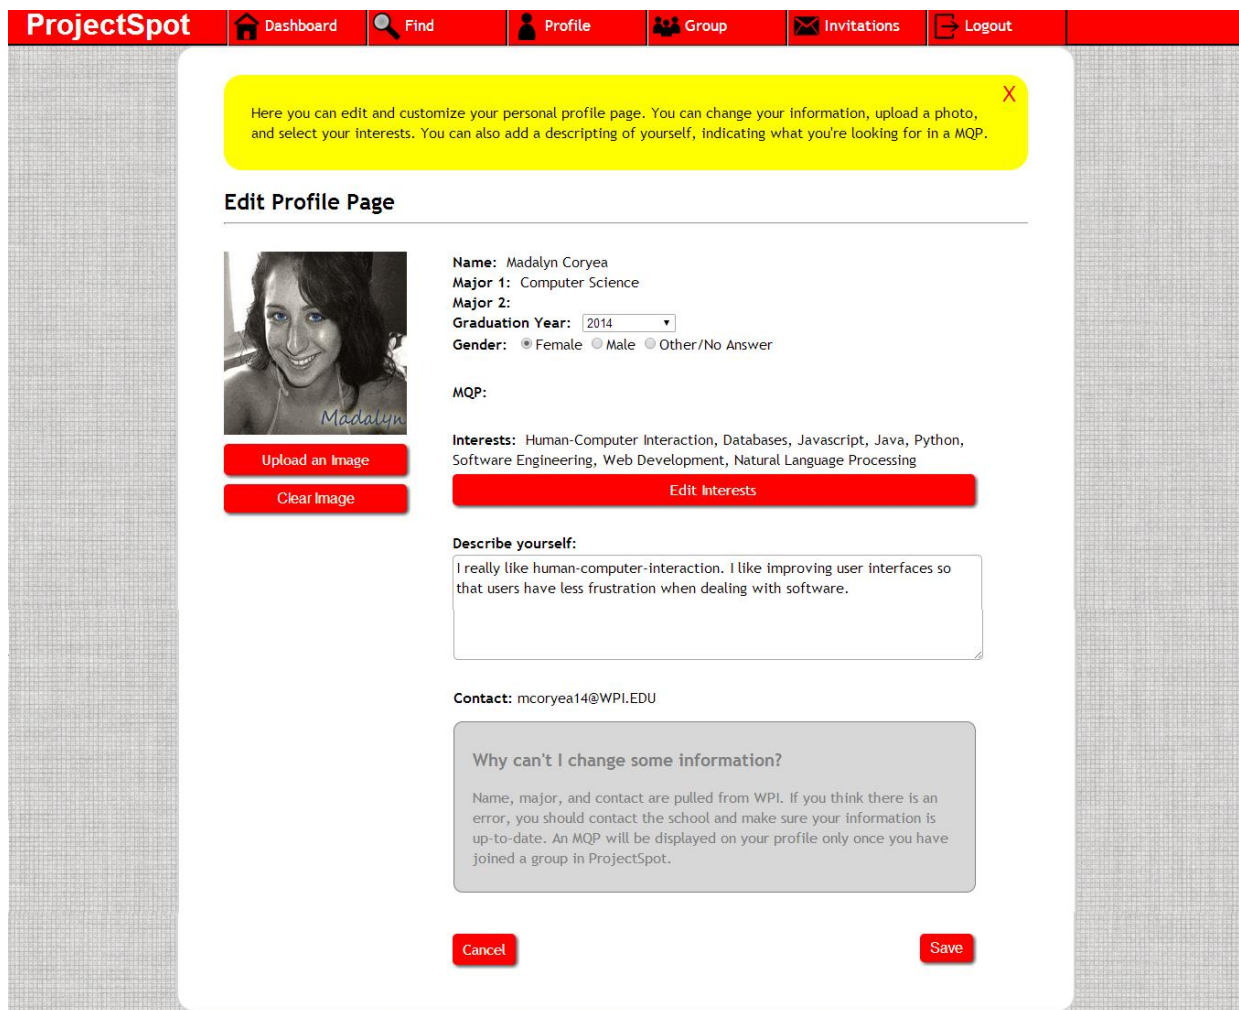 ProjectSpot Dashboard Find Profile Group Invitations Logout
X
Here you can edit and customize your personal profile page. You can change your information, upload a photo,
and select your interests. You can also add a descripting of yourself, indicating what you're looking for in a MQP.
Edit Profile Page
Madalyn
Upload an Image
Clear Image
Name: Madalyn Coryea
Major 1: Computer Science
Major 2:
Graduation Year: 2014
Gender: Female Male Other/No Answer
MQP:
Interests: Human-Computer Interaction, Databases, Javascript, Java, Python,
Software Engineering, Web Development, Natural Language Processing
Edit Interests
Describe yourself:
I really like human-computer-interaction. I like improving user interfaces so
that users have less frustration when dealing with software.
Contact: mcoryea14@WPI.EDU
Why can't I change some information?
Name, major, and contact are pulled from WPI. If you think there is an
error, you should contact the school and make sure your information is
up-to-date. An MQP will be displayed on your profile only once you have
joined a group in ProjectSpot.
Cancel Save